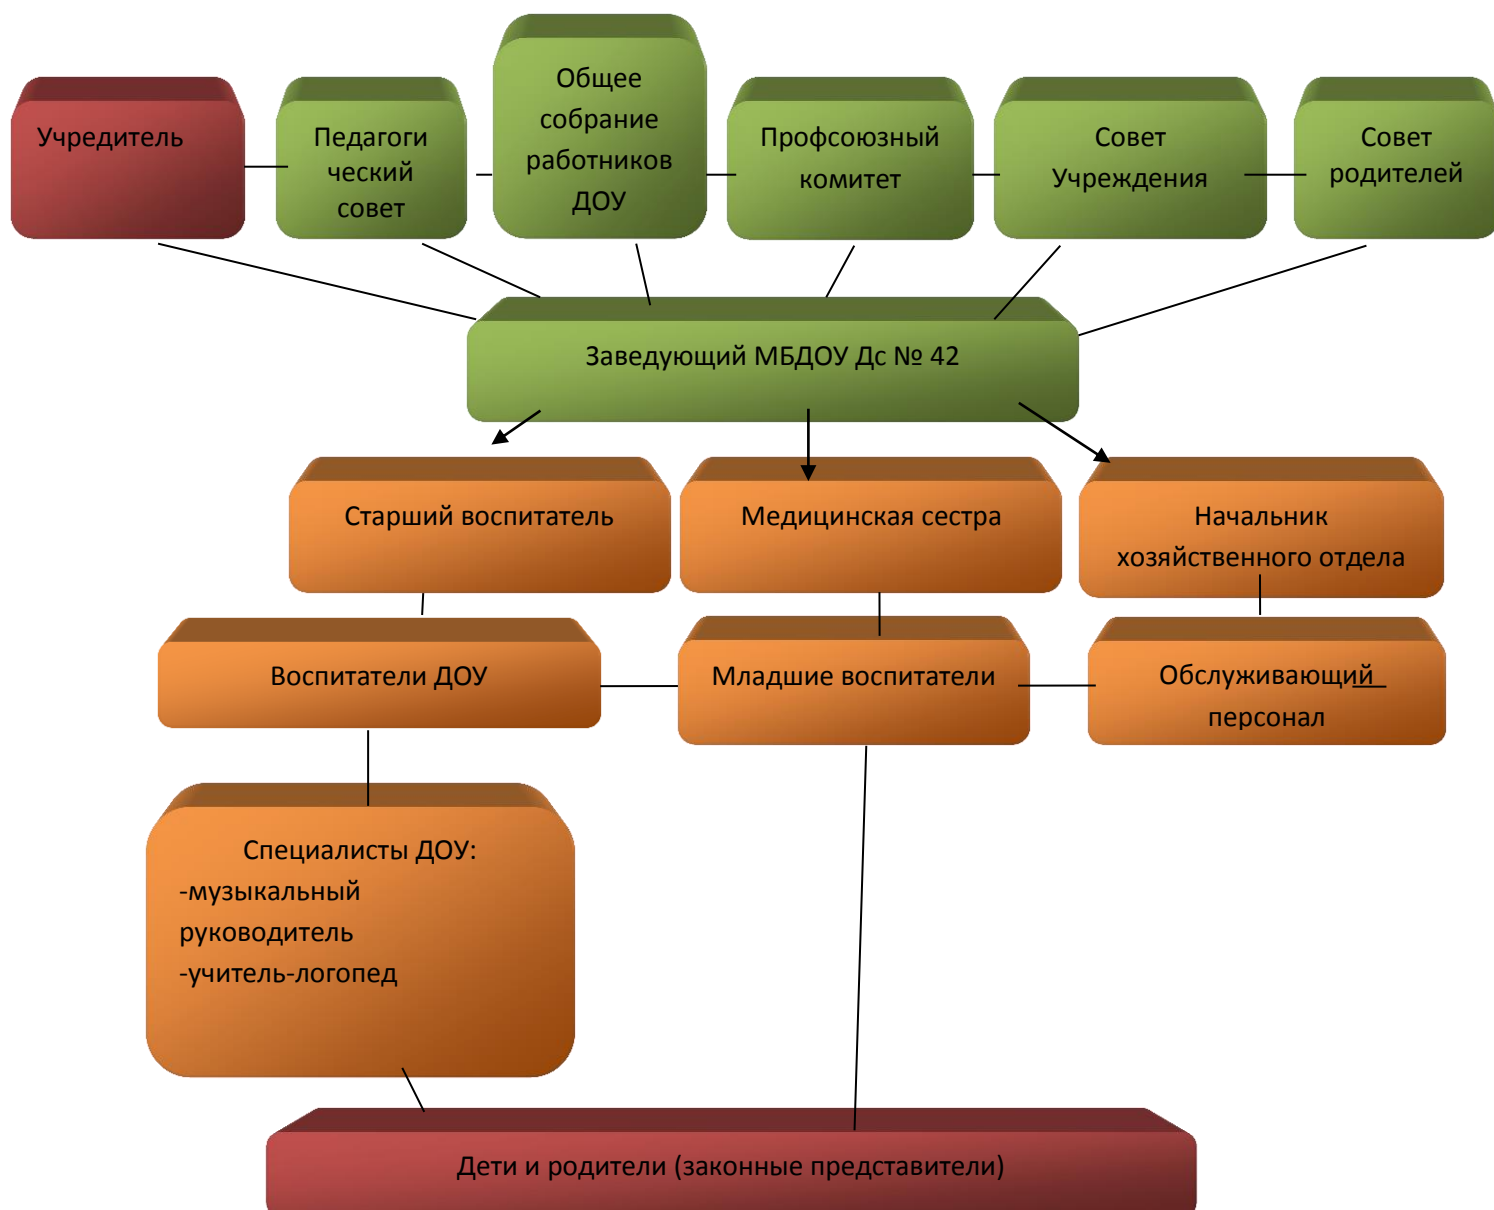 Учредитель
Педагоги
ческий
совет
Общее
собрание
работников
ДОУ
Профсоюзный
комитет
Совет
Учреждения
Совет
родителей
Заведующий МБДОУ Дс № 42
Старший воспитатель
Медицинская сестра
Начальник
хозяйственного отдела
Воспитатели ДОУ
Младшие воспитатели
Обслуживающий
персонал
Специалисты ДОУ:
-музыкальный
руководитель
-учитель-логопед
Дети и родители (законные представители)